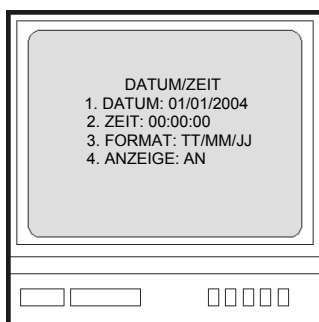 DATUM/ZEIT
1. DATUM: 01/01/2004
2. ZEIT: 00:00:00
3. FORMAT: TT/MM/JJ
4. ANZEIGE: AN